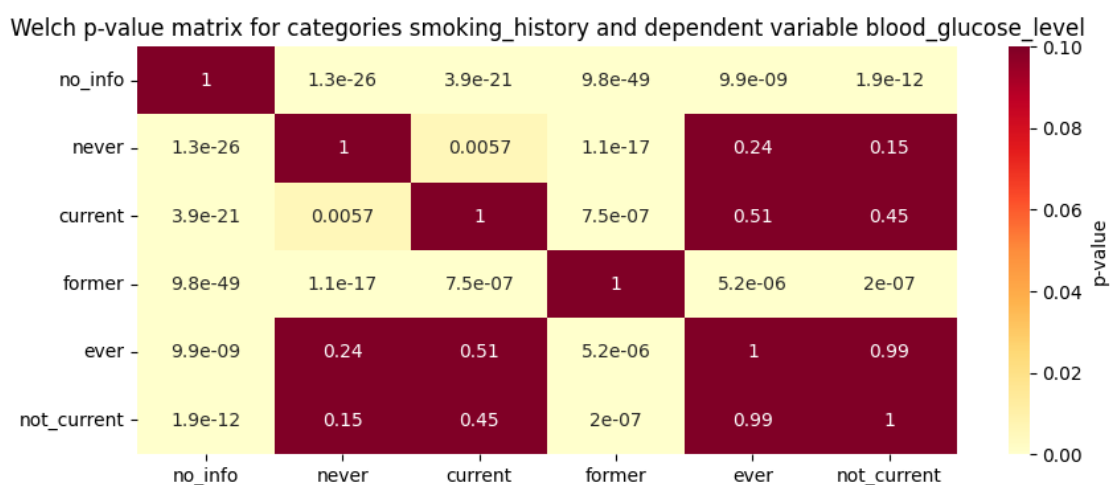 Welch p-value matrix for categories smoking_history and dependent variable blood_glucose_level
no_info 1 1.3e-26 3.9e-21 9.8e-49 9.9e-09 1.9e-12
never 1.3e-26 1 0.0057 1.1e-17 0.24 0.15
current 3.9e-21 0.0057 1 7.5e-07 0.51 0.45
former 9.8e-49 1.1e-17 7.5e-07 1 5.2e-06 2e-07
ever 9.9e-09 0.24 0.51 5.2e-06 1 0.99
not_current 1.9e-12 0.15 0.45 2e-07 0.99 1
no_info never current former ever not_current
0.10
0.08
0.06
0.04
0.02
0.00
p-value